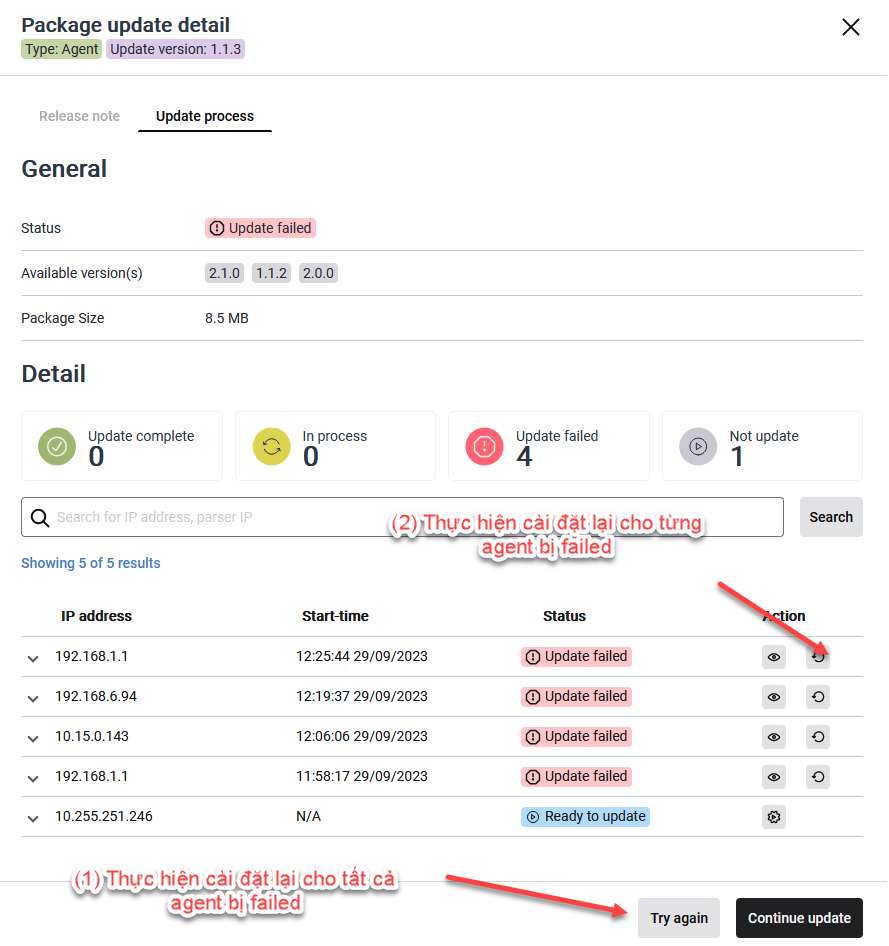 Package update detail
Type: Agent Update version: 1.1.3
Release note Update process
General
Status Update failed
Available version(s) 2.1.0 1.1.2 2.0.0
Package Size 8.5 MB
Detail
Update complete 0
In process 0
Update failed 4
Not update 1
Search for IP address, parser IP
Search
(2) Thực hiện cài đặt lại cho từng
agent bị failed
Showing 5 of 5 results
IP address Start-time Status Action
192.168.1.1 12:25:44 29/09/2023 Update failed
192.168.6.94 12:19:37 29/09/2023 Update failed
10.15.0.143 12:06:06 29/09/2023 Update failed
192.168.1.1 11:58:17 29/09/2023 Update failed
10.255.251.246 N/A Ready to update
(1) Thực hiện cài đặt lại cho tất cả
agent bị failed
Try again Continue update